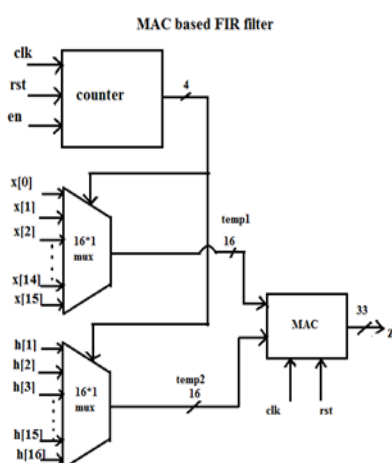 MAC based FIR filter
clk
rst
en
counter
4
x[0]
x[1]
x[2]
x[14]
x[15]
16*1
mux
temp1
16
h[1]
h[2]
h[3]
h[15]
h[16]
16*1
mux
temp2
16
MAC
33
z
clk
rst